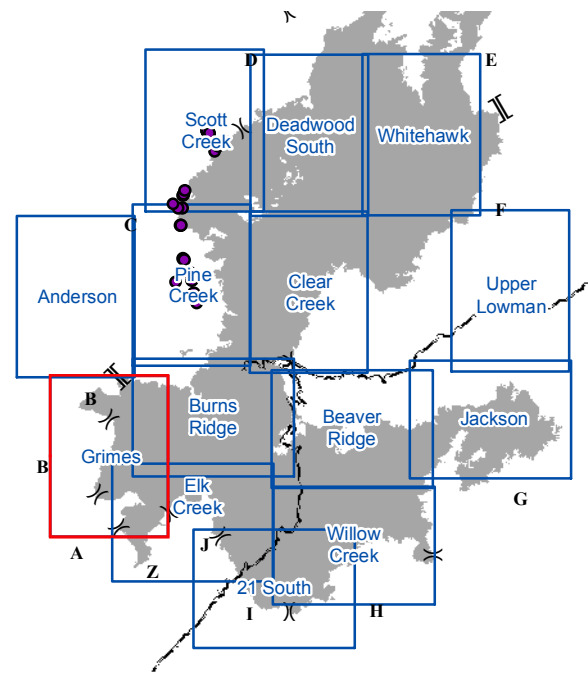 D
E
Scott
Creek
Deadwood
South
Whitehawk
C
F
Anderson
Pine
Creek
Clear
Creek
Upper
Lowman
B
Burns
Ridge
Beaver
Ridge
Jackson
B
Grimes
Elk
Creek
G
A
J
Willow
Creek
Z
21 South
I
H